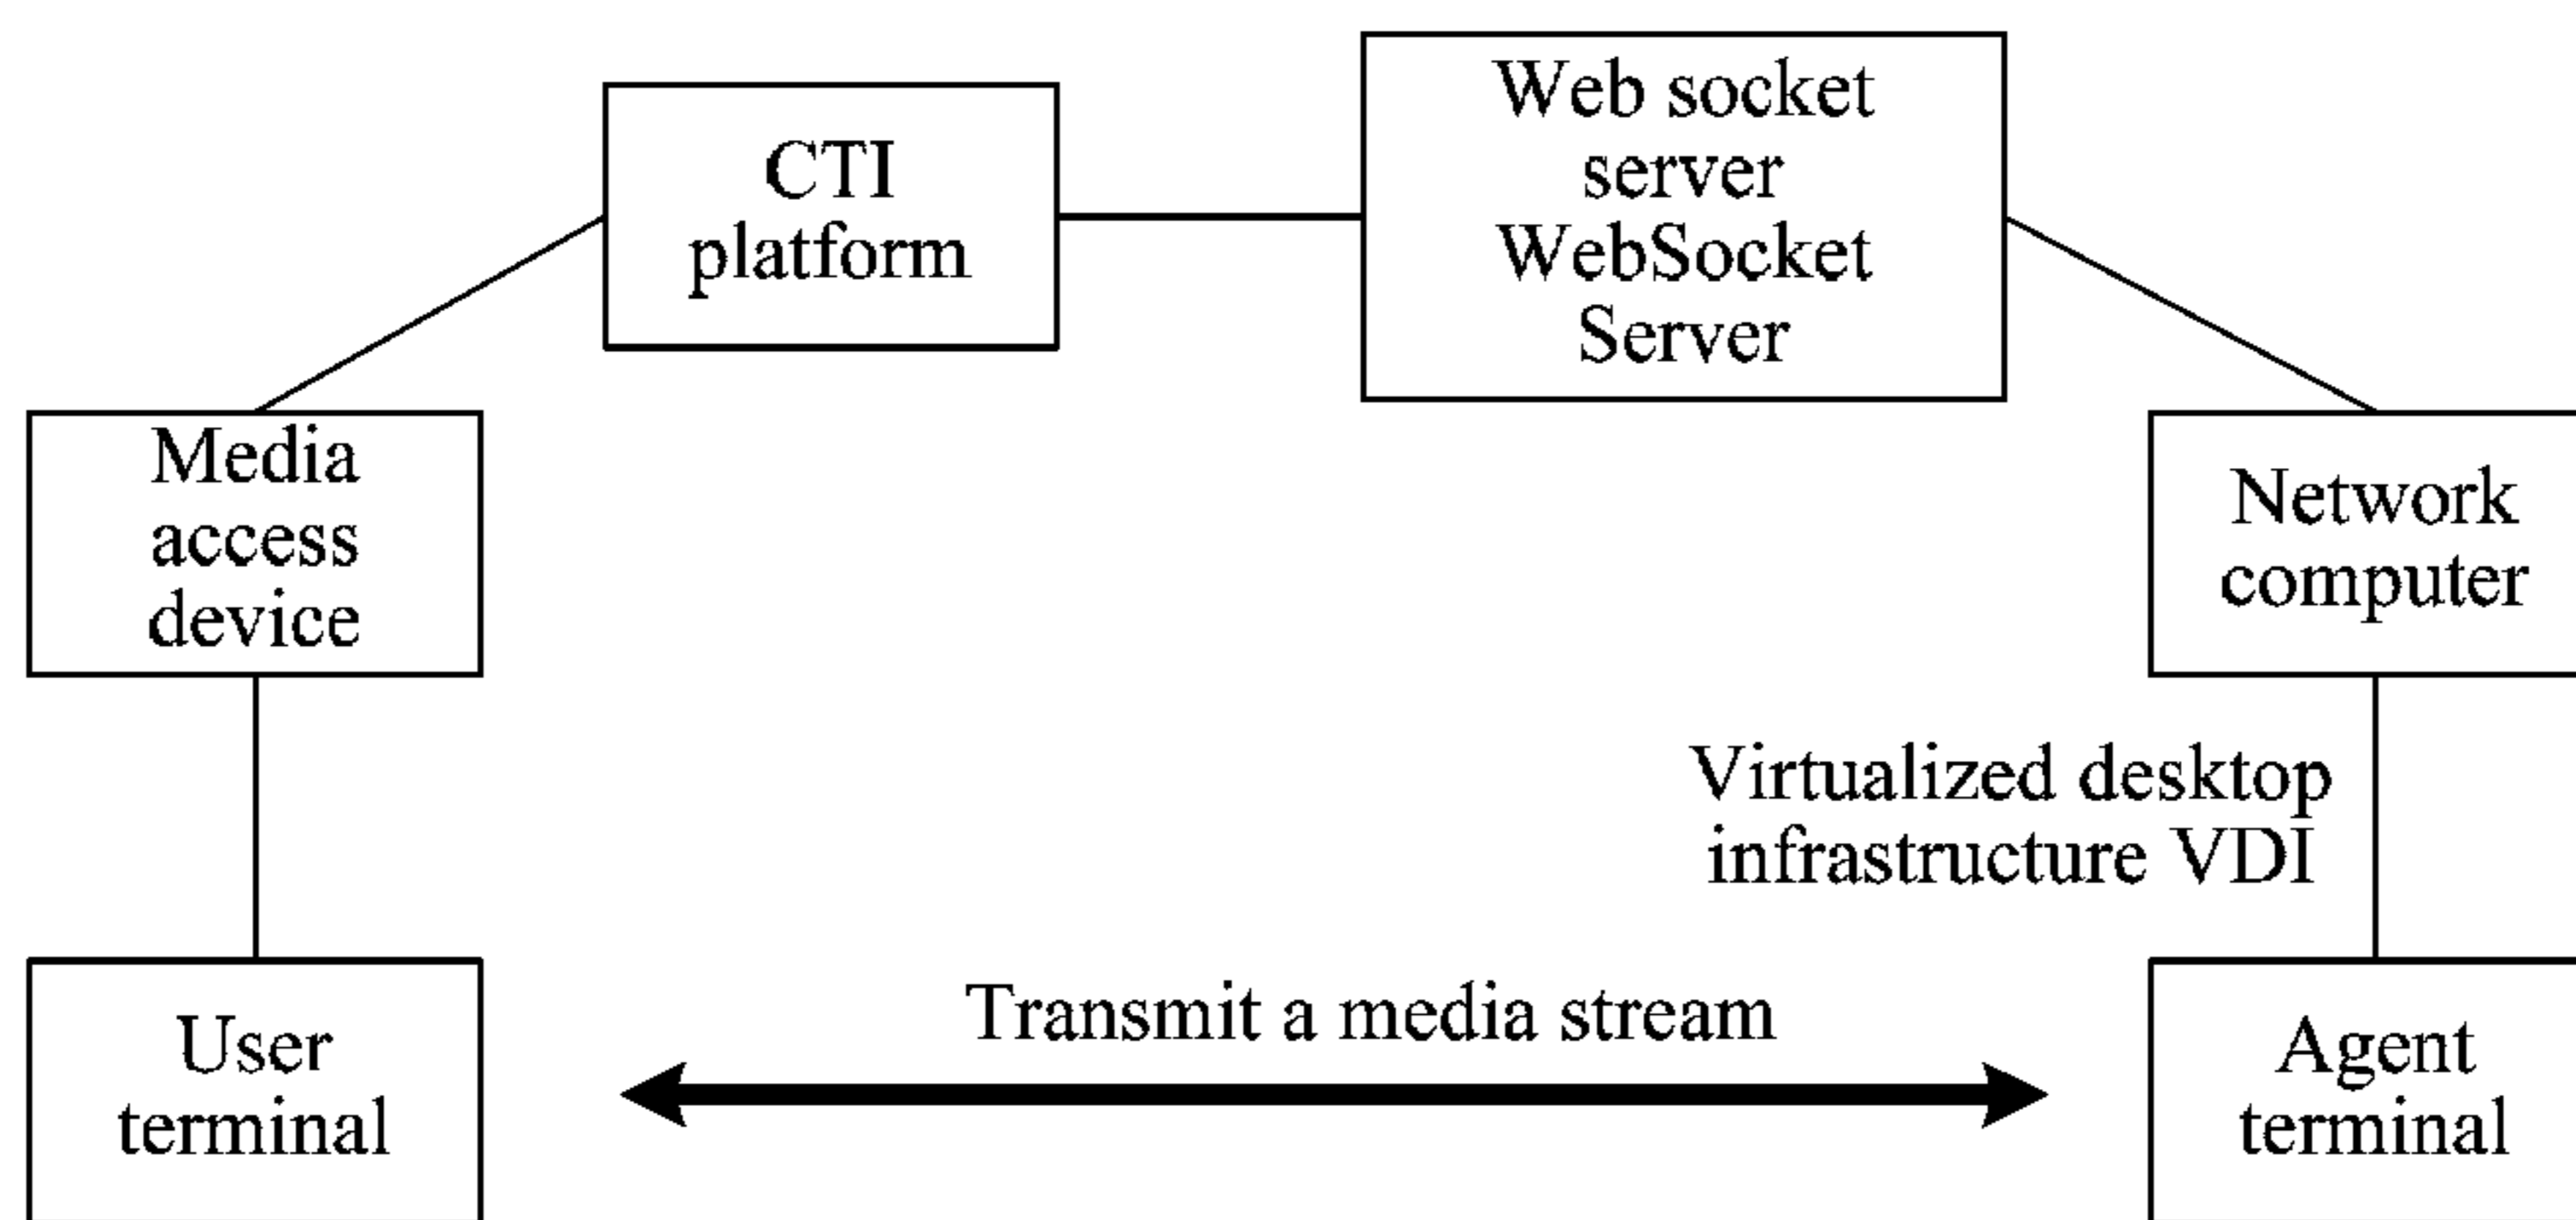 CTI
platform
Web socket
server
WebSocket
Server
Media
access
device
Network
computer
Virtualized desktop
infrastructure VDI
User
terminal
Transmit a media stream
Agent
terminal